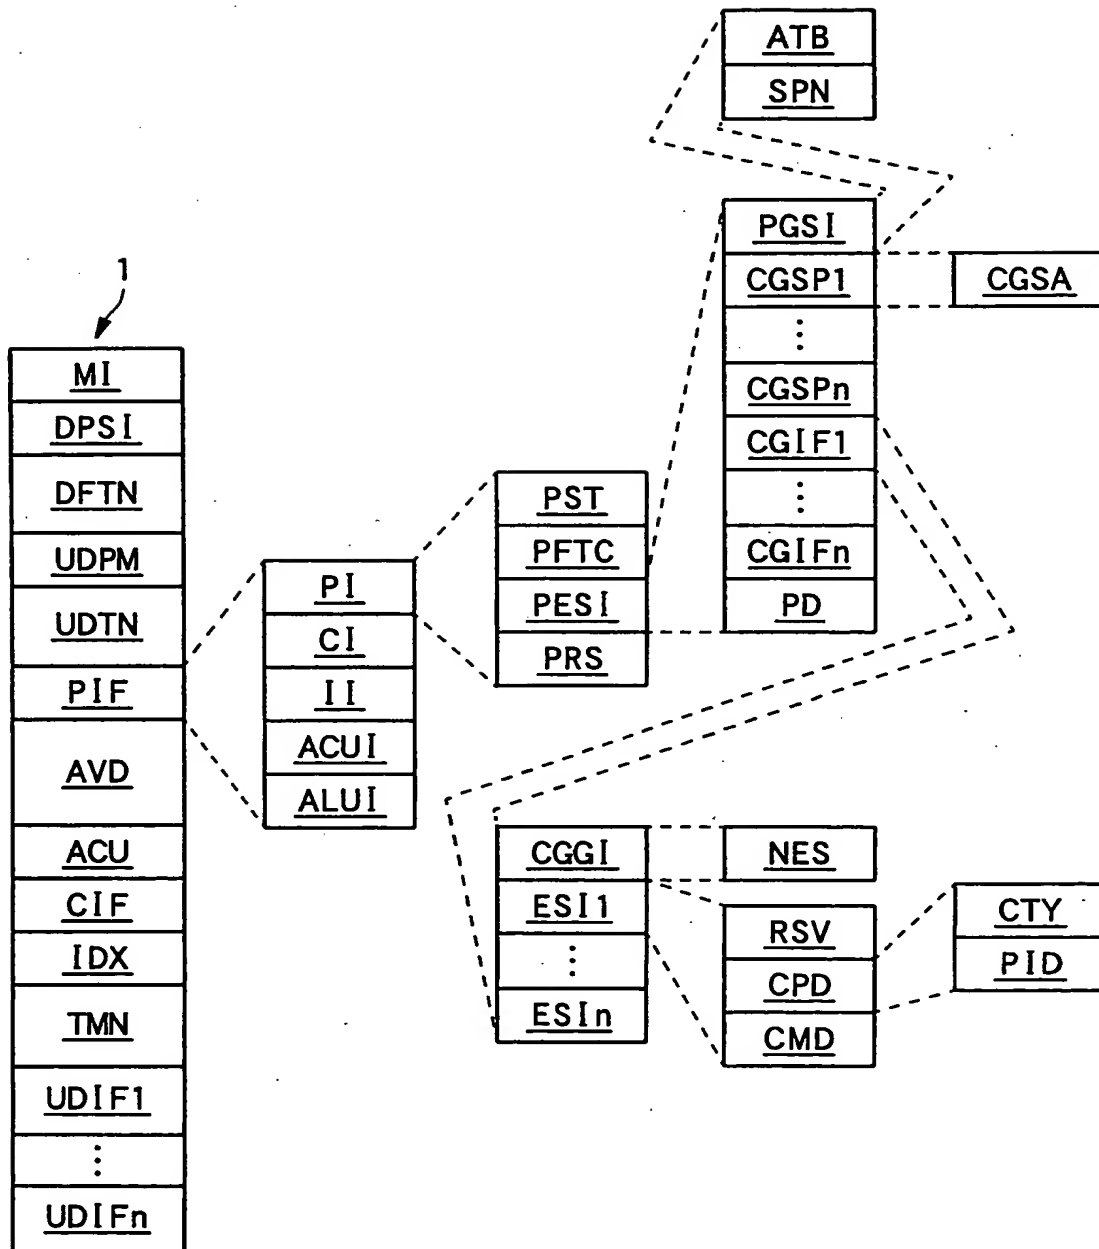 ATB
SPN
PGSI
CGSP1
⋮
CGSPn
CGIF1
⋮
CGIFn
PD
CGSA
1
MI
DPSI
DFTN
UDPM
UDTN
PIF
AVD
ACU
CIF
IDX
TMN
UDIF1
⋮
UDIFn
PI
CI
II
ACUI
ALUI
PST
PFTC
PESI
PRS
CGGI
ESI1
⋮
ESIn
NES
RSV
CPD
CMD
CTY
PID